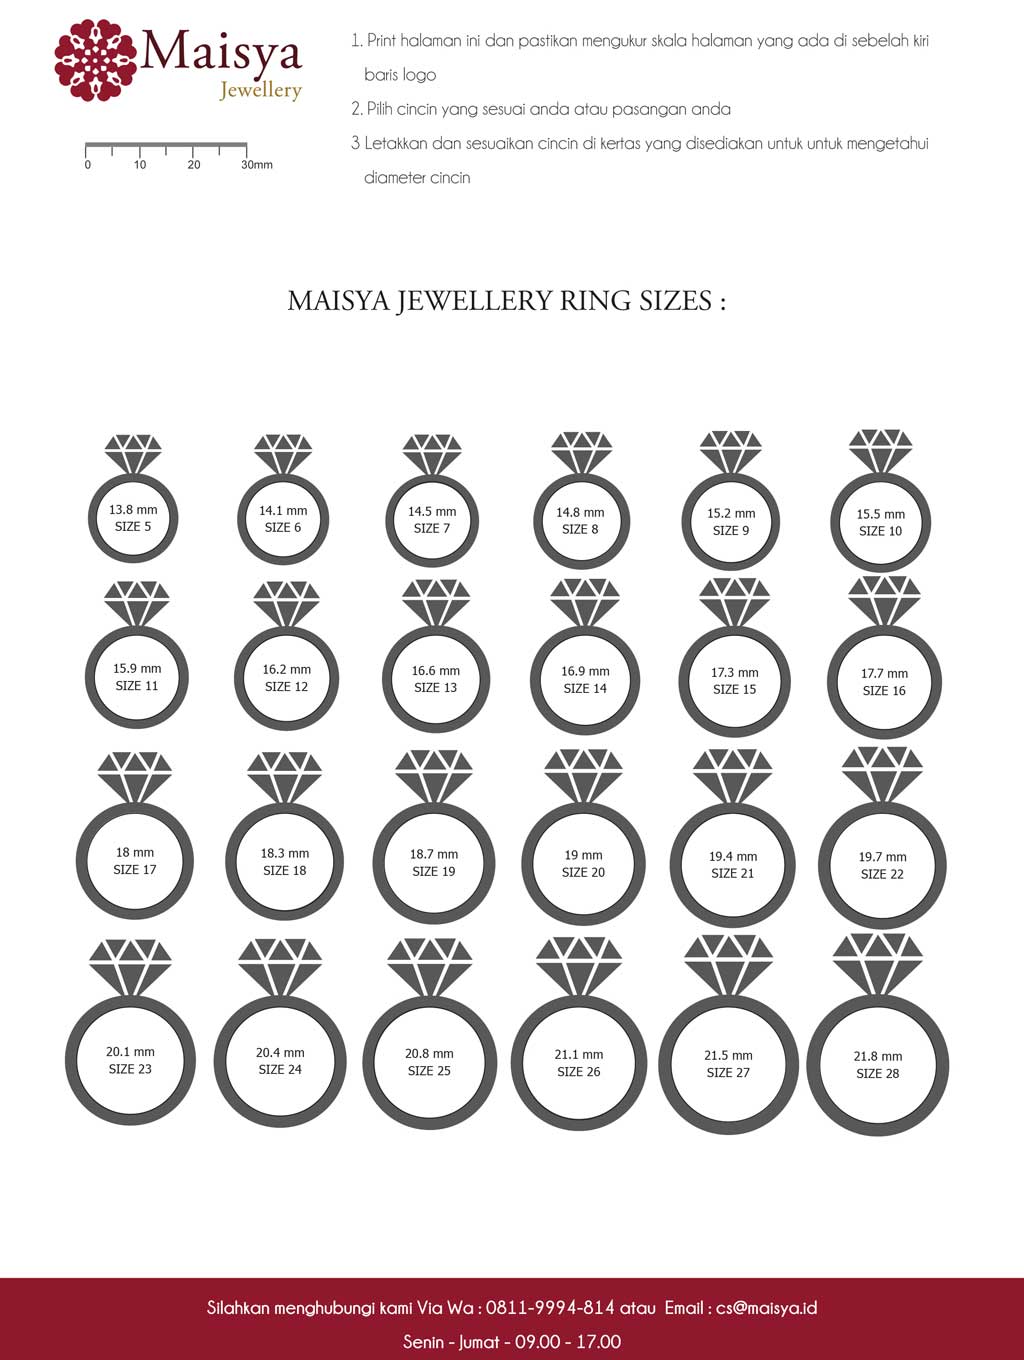 Maisya
Jewellery
0 10 20 30mm
1. Print halaman ini dan pastikan mengukur skala halaman yang ada di sebelah kiri
baris logo
2. Pilih cincin yang sesuai anda atau pasangan anda
3 Letakkan dan sesuaikan cincin di kertas yang disediakan untuk untuk mengetahui
diameter cincin
MAISYA JEWELLERY RING SIZES :
13.8 mm
SIZE 5
14.1 mm
SIZE 6
14.5 mm
SIZE 7
14.8 mm
SIZE 8
15.2 mm
SIZE 9
15.5 mm
SIZE 10
15.9 mm
SIZE 11
16.2 mm
SIZE 12
16.6 mm
SIZE 13
16.9 mm
SIZE 14
17.3 mm
SIZE 15
17.7 mm
SIZE 16
18 mm
SIZE 17
18.3 mm
SIZE 18
18.7 mm
SIZE 19
19 mm
SIZE 20
19.4 mm
SIZE 21
19.7 mm
SIZE 22
20.1 mm
SIZE 23
20.4 mm
SIZE 24
20.8 mm
SIZE 25
21.1 mm
SIZE 26
21.5 mm
SIZE 27
21.8 mm
SIZE 28
Silahkan menghubungi kami Via Wa : 0811-9994-814 atau Email : cs@maisya.id
Senin - Jumat - 09.00 - 17.00